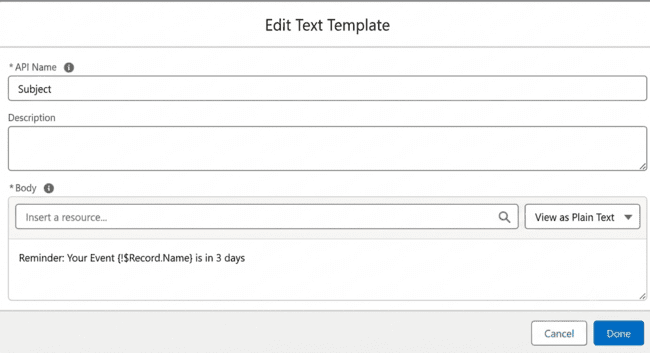 Edit Text Template
* API Name
Subject
Description
* Body
Insert a resource... View as Plain Text
Reminder: Your Event {!$Record.Name} is in 3 days
Cancel Done